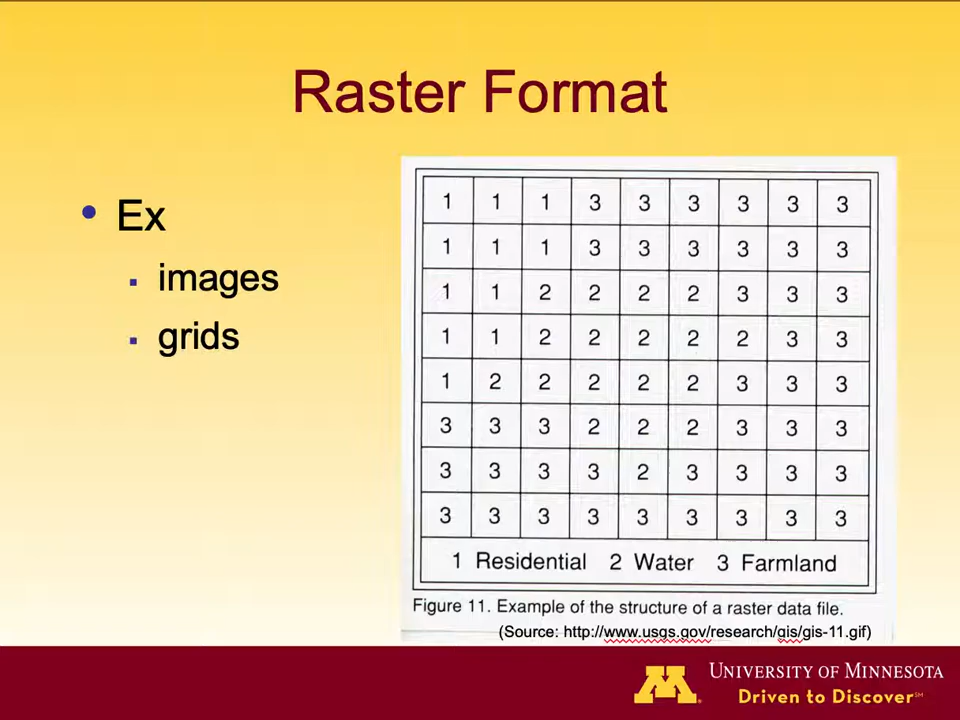 Raster Format
• Ex
▪ images
▪ grids
1 1 1 3 3 3 3 3 3
1 1 1 3 3 3 3 3 3
1 1 2 2 2 2 3 3 3
1 1 2 2 2 2 2 3 3
1 2 2 2 2 2 3 3 3
3 3 3 2 2 2 3 3 3
3 3 3 3 2 3 3 3 3
3 3 3 3 3 3 3 3 3
1 Residential 2 Water 3 Farmland
Figure 11. Example of the structure of a raster data file.
(Source: http://www.usgs.gov/research/gis/gis-11.gif)
M
UNIVERSITY OF MINNESOTA
Driven to Discover℠